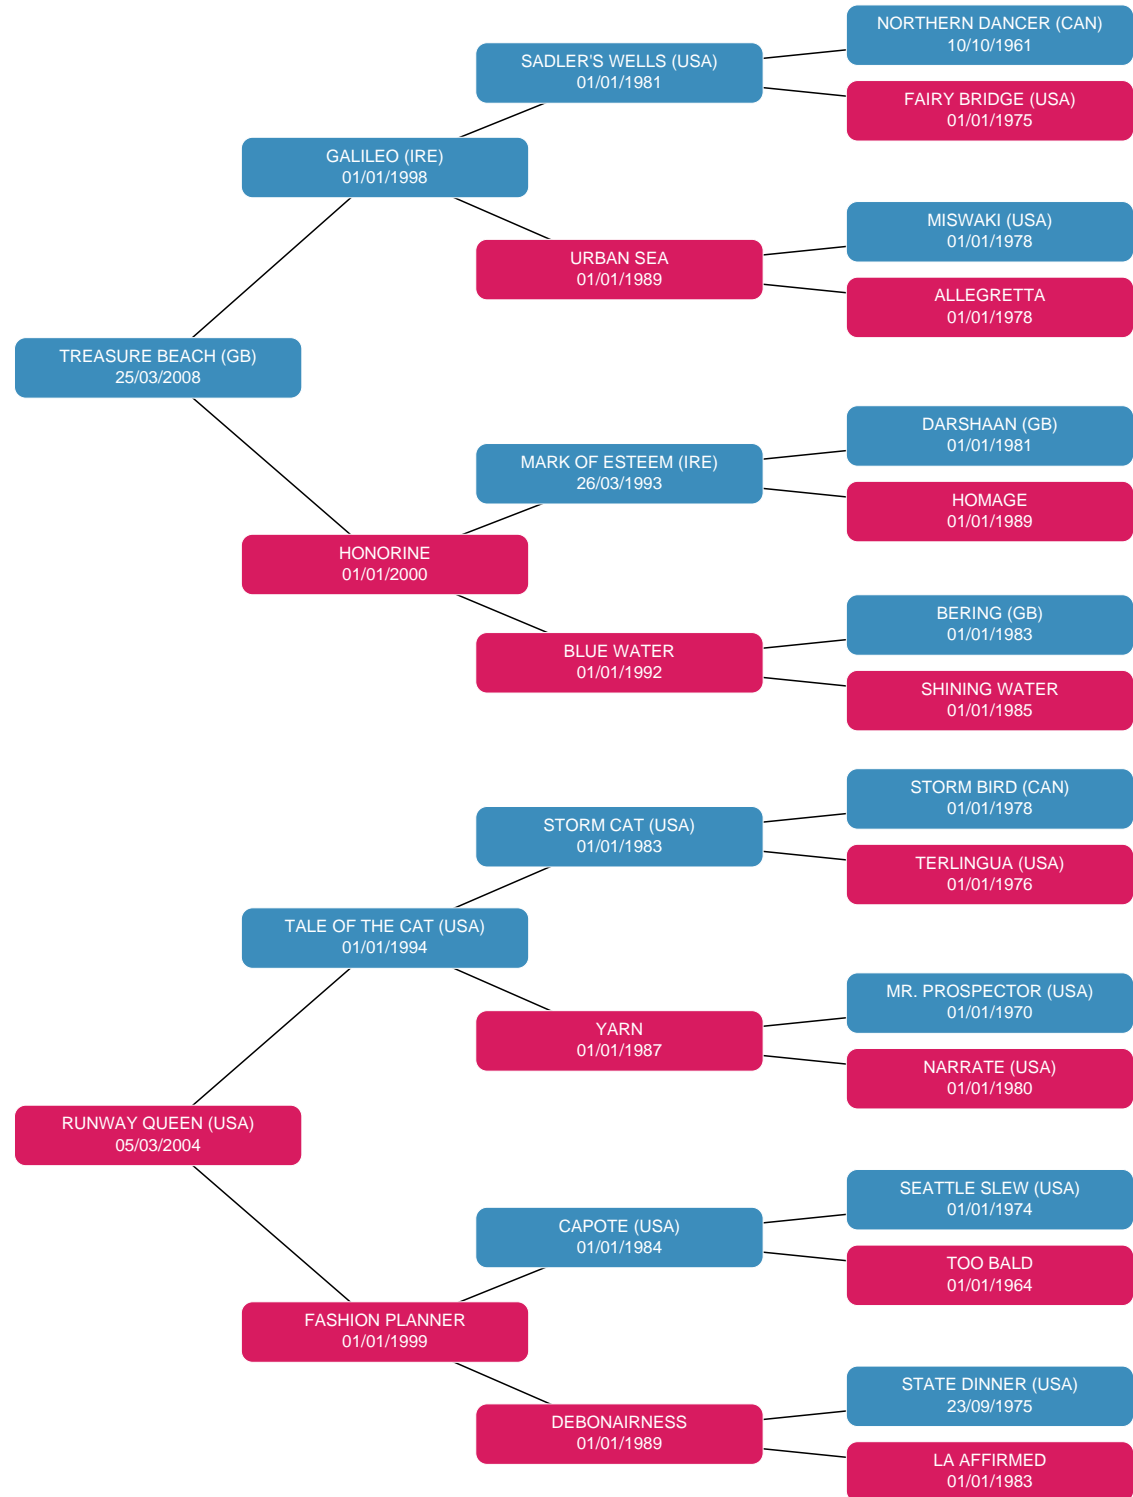 NORTHERN DANCER (CAN)
10/10/1961
SADLER'S WELLS (USA)
01/01/1981
FAIRY BRIDGE (USA)
01/01/1975
GALILEO (IRE)
01/01/1998
MISWAKI (USA)
01/01/1978
URBAN SEA
01/01/1989
ALLEGRETTA
01/01/1978
TREASURE BEACH (GB)
25/03/2008
DARSHAAN (GB)
01/01/1981
MARK OF ESTEEM (IRE)
26/03/1993
HOMAGE
01/01/1989
HONORINE
01/01/2000
BERING (GB)
01/01/1983
BLUE WATER
01/01/1992
SHINING WATER
01/01/1985
STORM BIRD (CAN)
01/01/1978
STORM CAT (USA)
01/01/1983
TERLINGUA (USA)
01/01/1976
TALE OF THE CAT (USA)
01/01/1994
MR. PROSPECTOR (USA)
01/01/1970
YARN
01/01/1987
NARRATE (USA)
01/01/1980
RUNWAY QUEEN (USA)
05/03/2004
SEATTLE SLEW (USA)
01/01/1974
CAPOTE (USA)
01/01/1984
TOO BALD
01/01/1964
FASHION PLANNER
01/01/1999
STATE DINNER (USA)
23/09/1975
DEBONAIRNESS
01/01/1989
LA AFFIRMED
01/01/1983